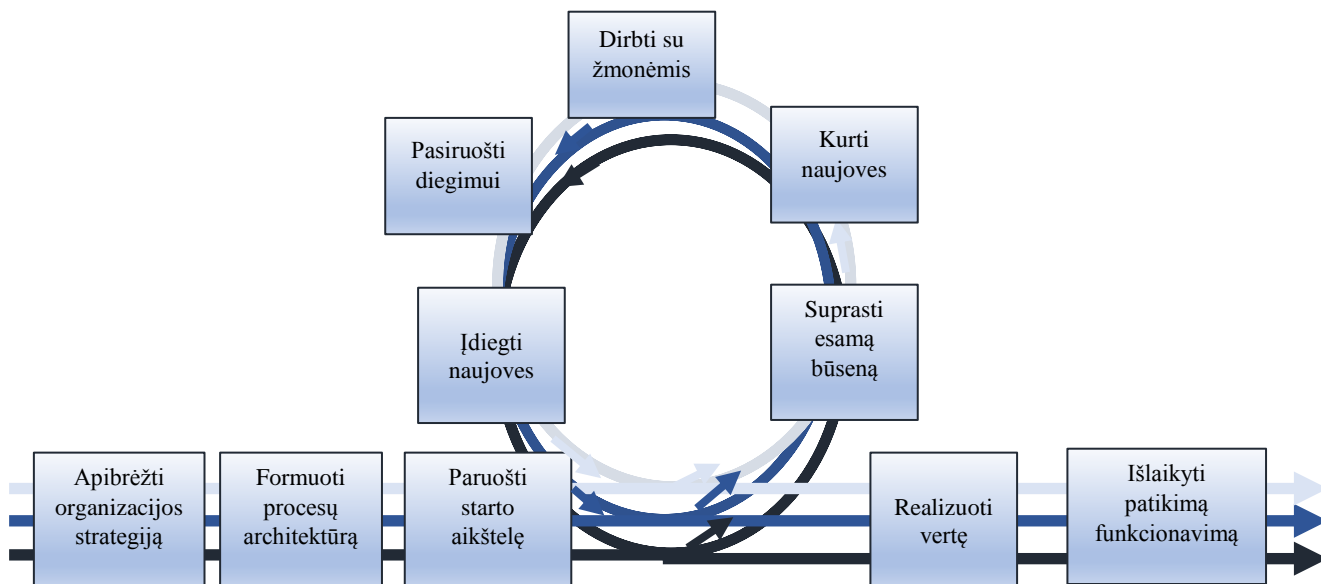 Dirbti su
žmonėmis
Pasiruošti
diegimui
Kurti
naujoves
Įdiegti
naujoves
Suprasti
esamą
būseną
Apibrėžti
organizacijos
strategiją
Formuoti
procesų
architektūrą
Paruošti
starto
aikštelę
Realizuoti
vertę
Išlaikyti
patikimą
funkcionavimą